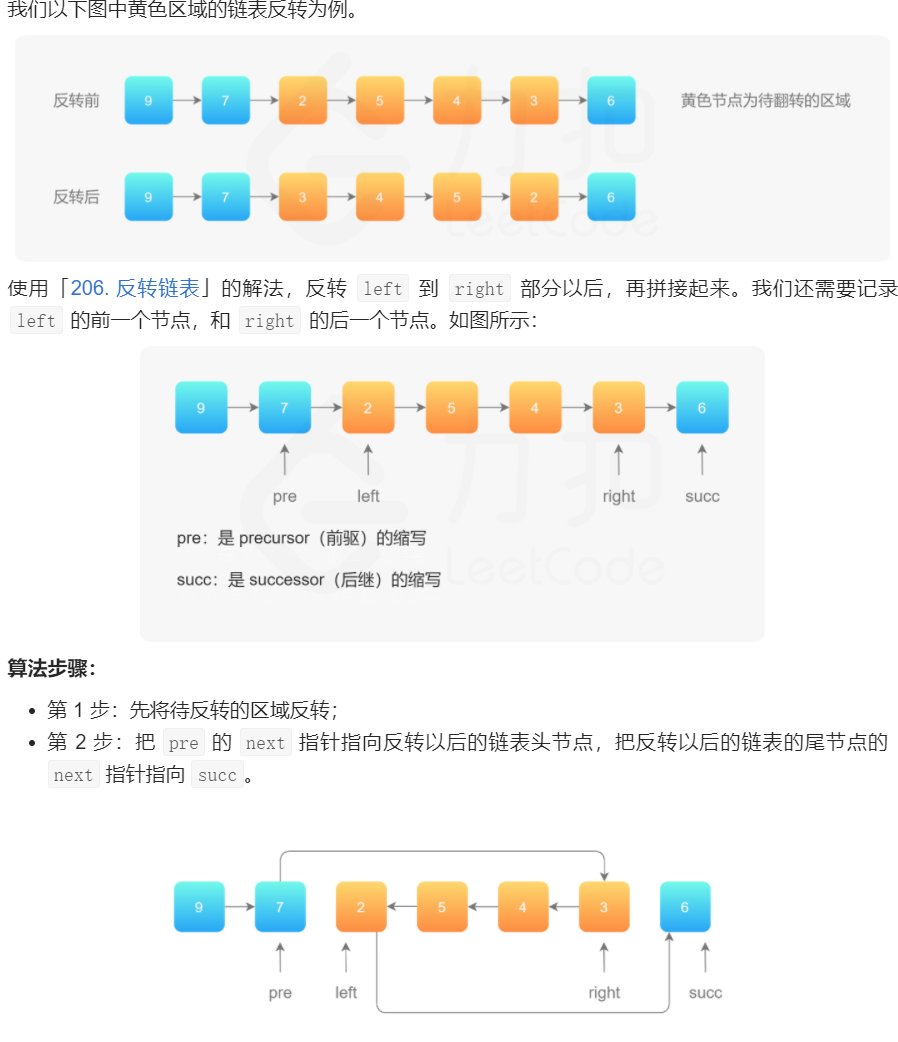 我们以下图中黄色区域的链表反转为例。
反转前 9 7 2 5 4 3 6 黄色节点为待翻转的区域
反转后 9 7 3 4 5 2 6
力扣
LeetCode
使用「206. 反转链表」的解法，反转 left 到 right 部分以后，再拼接起来。我们还需要记录
left 的前一个节点，和 right 的后一个节点。如图所示：
9 7 2 5 4 3 6
pre left right succ
pre：是 precursor（前驱）的缩写
succ：是 successor（后继）的缩写
力扣
LeetCode
算法步骤：
• 第 1 步：先将待反转的区域反转；
• 第 2 步：把 pre 的 next 指针指向反转以后的链表头节点，把反转以后的链表的尾节点的
next 指针指向 succ。
9 7 2 5 4 3 6
pre left right succ